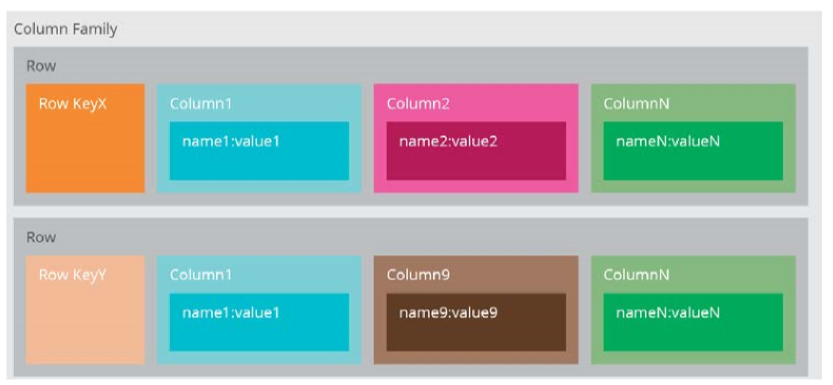 Column Family
Row
Row KeyX
Column1
name1:value1
Column2
name2:value2
ColumnN
nameN:valueN
Row
Row KeyY
Column1
name1:value1
Column9
name9:value9
ColumnN
nameN:valueN